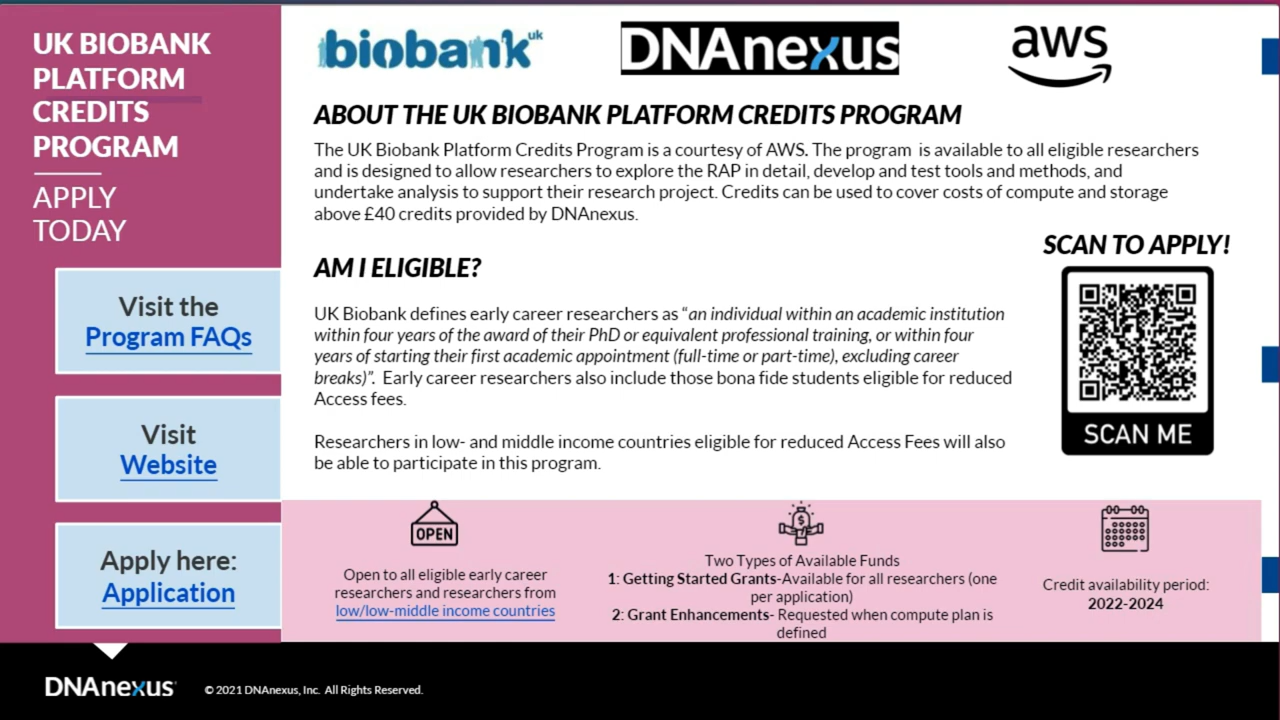 UK BIOBANK
PLATFORM
CREDITS
PROGRAM
APPLY
TODAY
Visit the
Program FAQs
Visit
Website
Apply here:
Application
biobank uk
DNAnexus
aws
ABOUT THE UK BIOBANK PLATFORM CREDITS PROGRAM
The UK Biobank Platform Credits Program is a courtesy of AWS. The program is available to all eligible researchers
and is designed to allow researchers to explore the RAP in detail, develop and test tools and methods, and
undertake analysis to support their research project. Credits can be used to cover costs of compute and storage
above £40 credits provided by DNAnexus.
AM I ELIGIBLE?
UK Biobank defines early career researchers as “an individual within an academic institution
within four years of the award of their PhD or equivalent professional training, or within four
years of starting their first academic appointment (full-time or part-time), excluding career
breaks)”. Early career researchers also include those bona fide students eligible for reduced
Access fees.
Researchers in low- and middle income countries eligible for reduced Access Fees will also
be able to participate in this program.
SCAN TO APPLY!
SCAN ME
OPEN
Open to all eligible early career
researchers and researchers from
low/low-middle income countries
$
Two Types of Available Funds
1: Getting Started Grants-Available for all researchers (one
per application)
2: Grant Enhancements- Requested when compute plan is
defined
Credit availability period:
2022-2024
DNAnexus
© 2021 DNAnexus, Inc. All Rights Reserved.